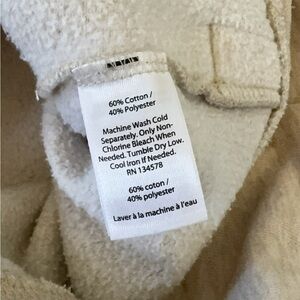 60% Cotton /
40% Polyester
Machine Wash Cold
Separately. Only Non-
Chlorine Bleach When
Needed. Tumble Dry Low.
Cool Iron If Needed.
RN 134578
60% coton /
40% polyester
Laver à la machine à l'eau